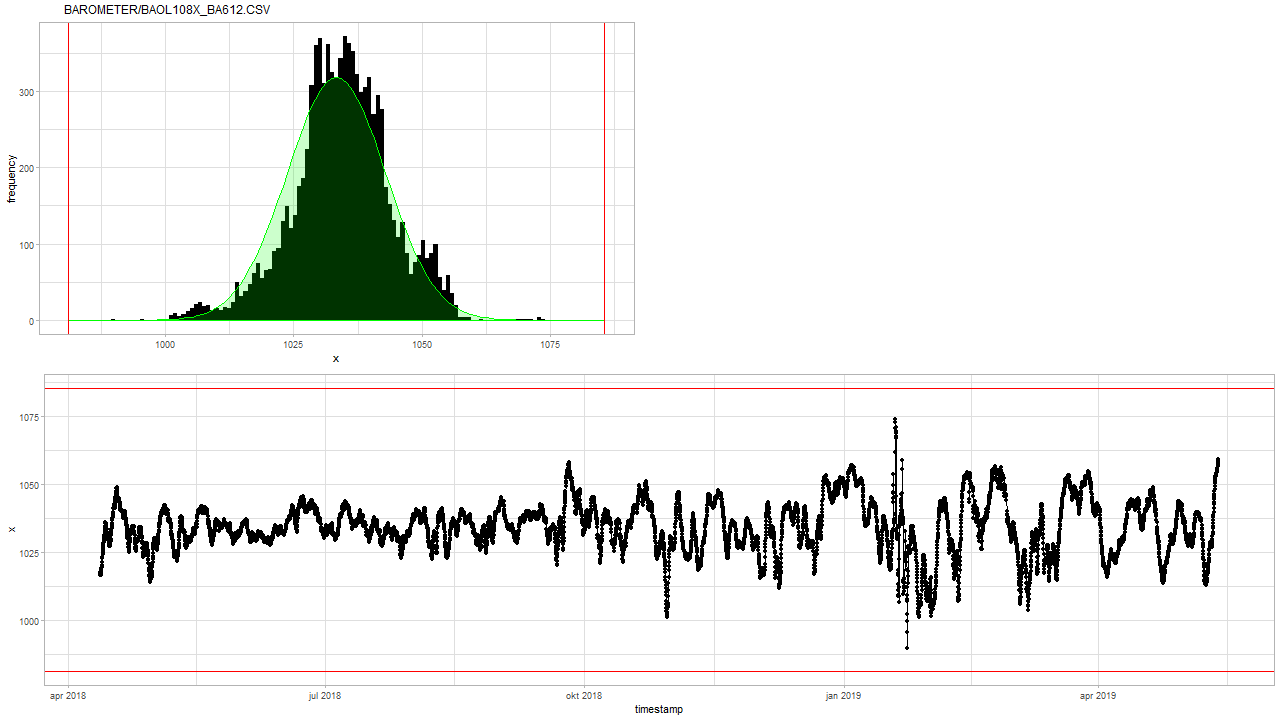 BAROMETER/BAOL108X_BA612.CSV
frequency
300
200
100
0
1000
1025
1050
1075
x
x
1075
1050
1025
1000
apr 2018
jul 2018
okt 2018
jan 2019
apr 2019
timestamp